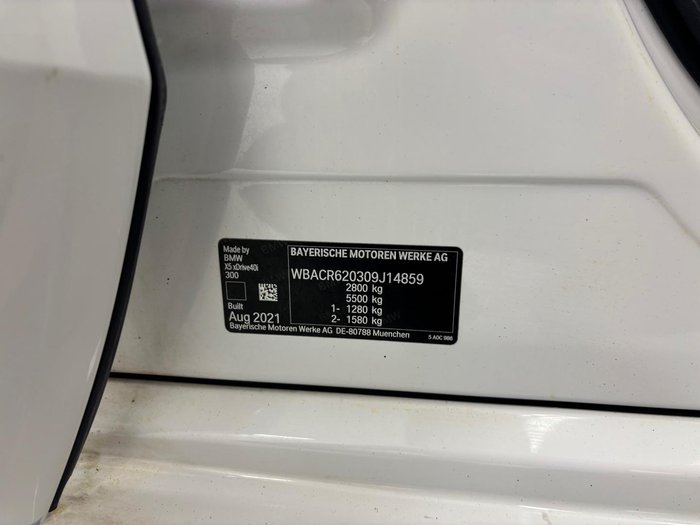 Made by
BMW
X5 xDrive40i
300
Built
Aug 2021
BAYERISCHE MOTOREN WERKE AG
WBACR620309J14859
2800 kg
5500 kg
1- 1280 kg
2- 1580 kg
Bayerische Motoren Werke AG DE-80788 Muenchen
5 A0C 986